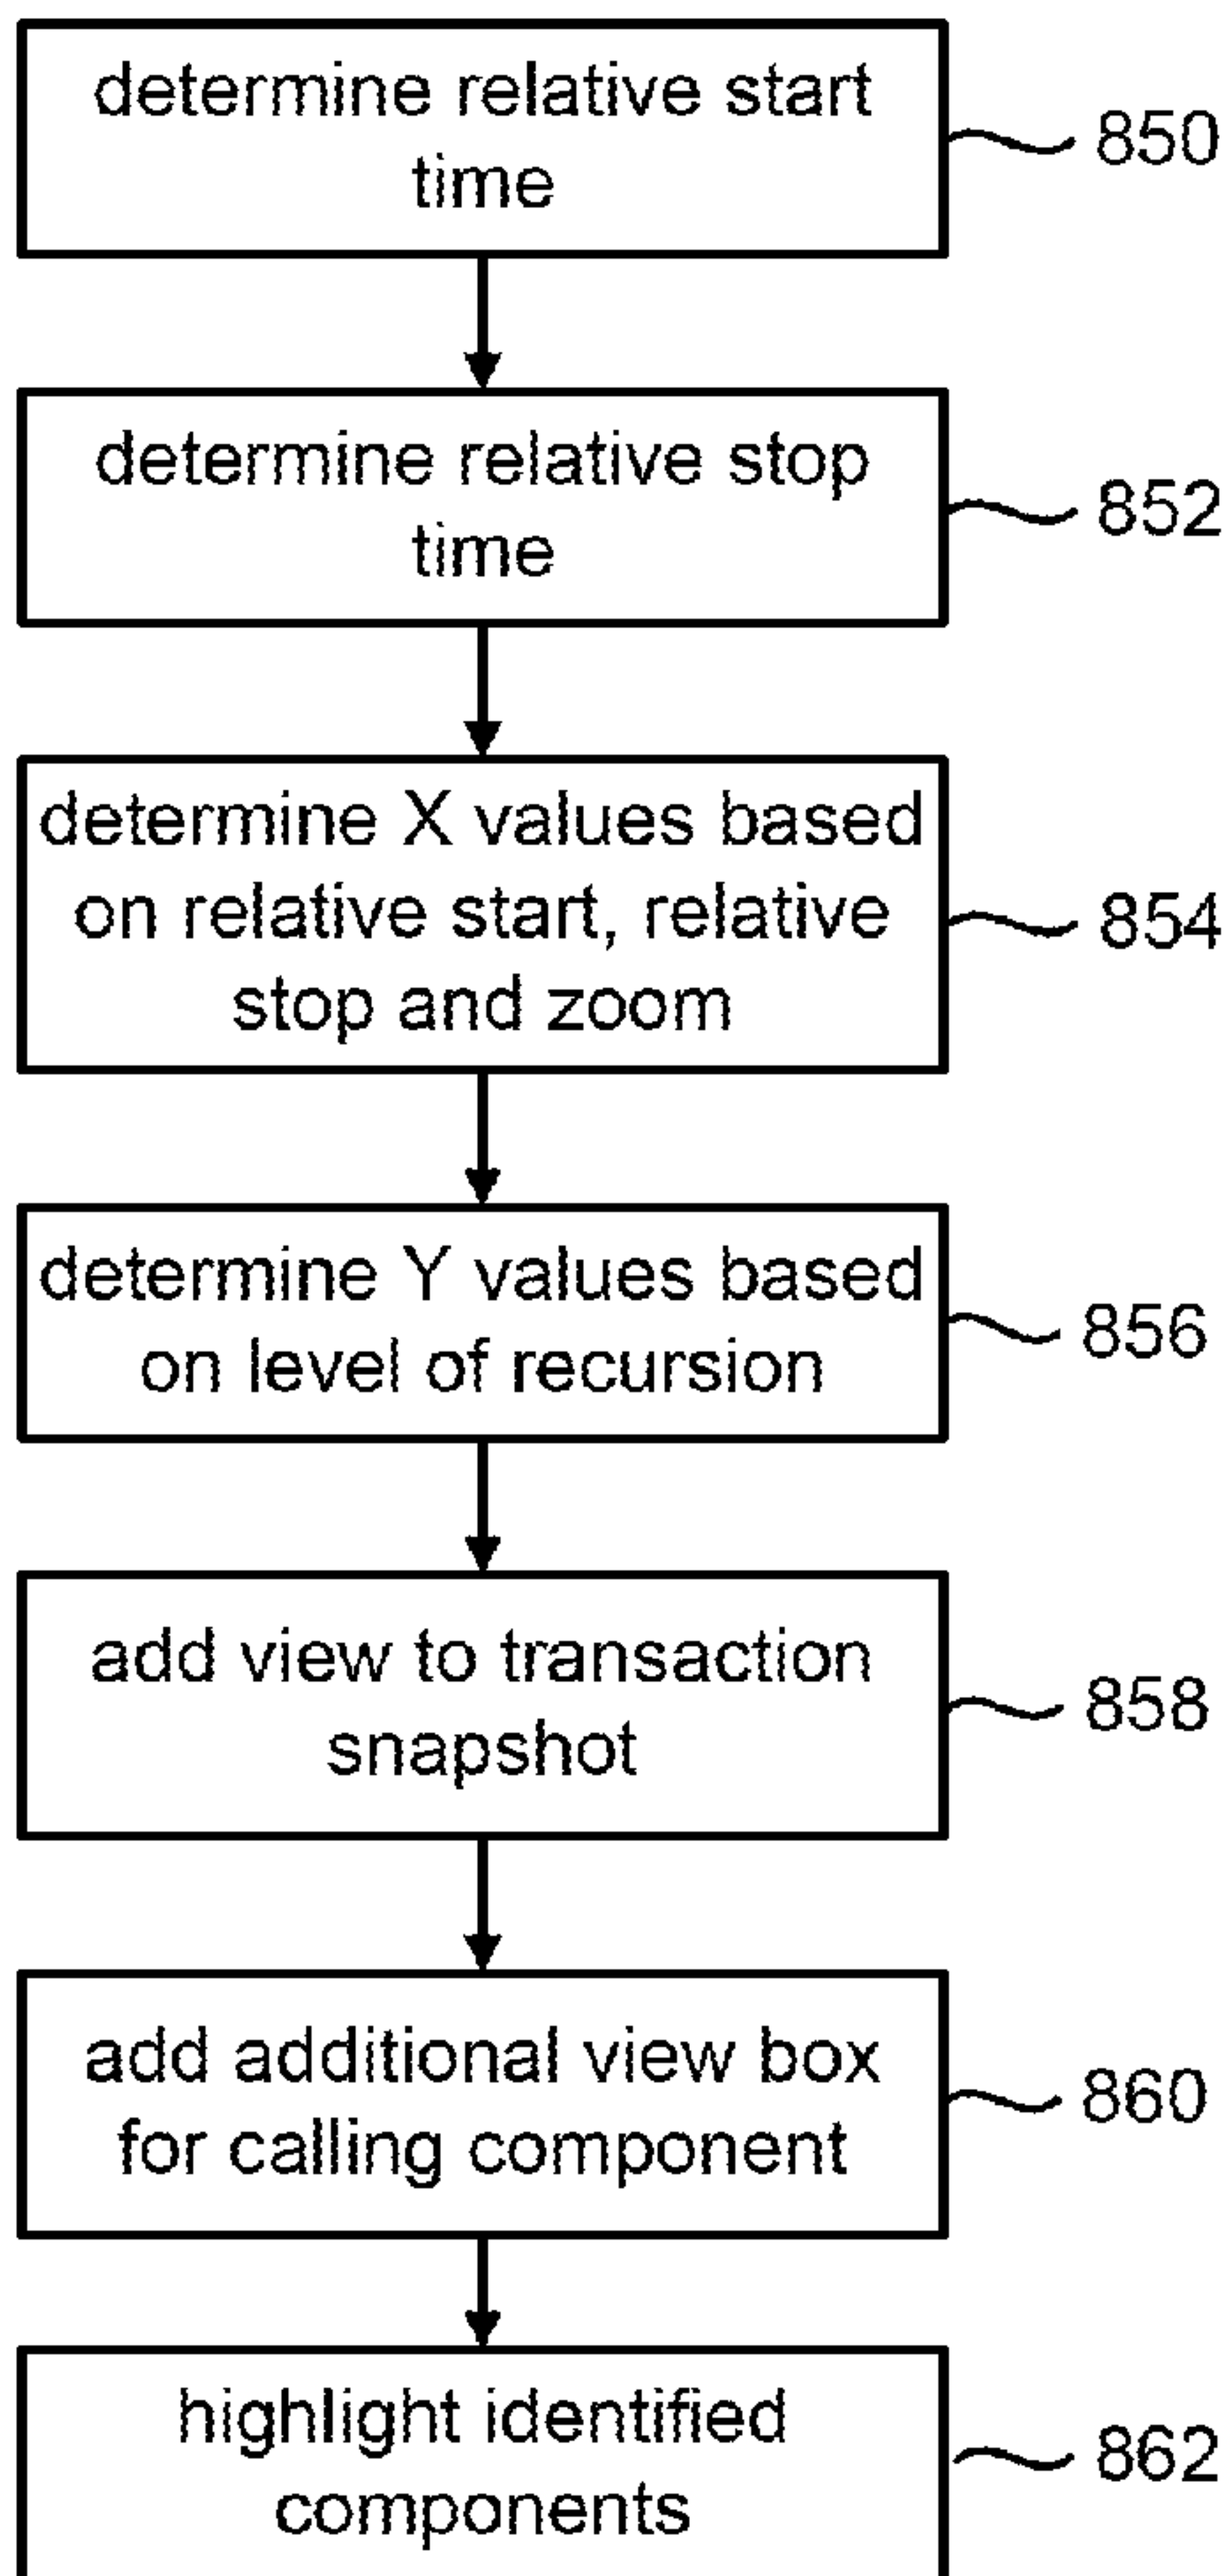 determine relative start
time
850
determine relative stop
time
852
determine X values based
on relative start, relative
stop and zoom
854
determine Y values based
on level of recursion
856
add view to transaction
snapshot
858
add additional view box
for calling component
860
highlight identified
components
862